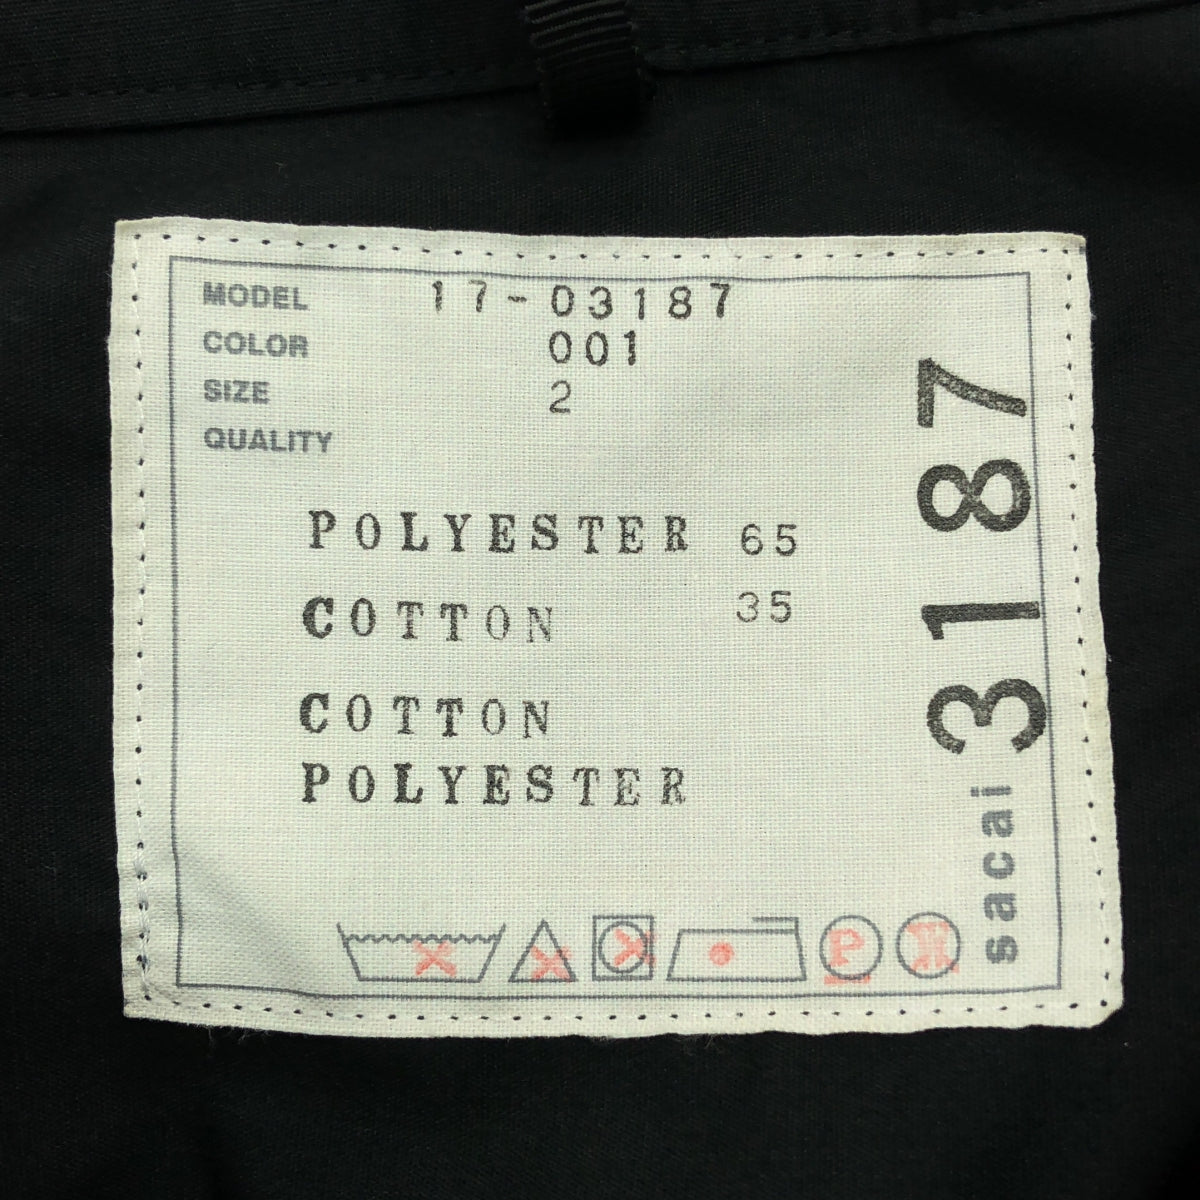 MODEL 17-03187
COLOR 001
SIZE 2
QUALITY
POLYESTER 65
COTTON 35
COTTON
POLYESTER
P
sacai 3187